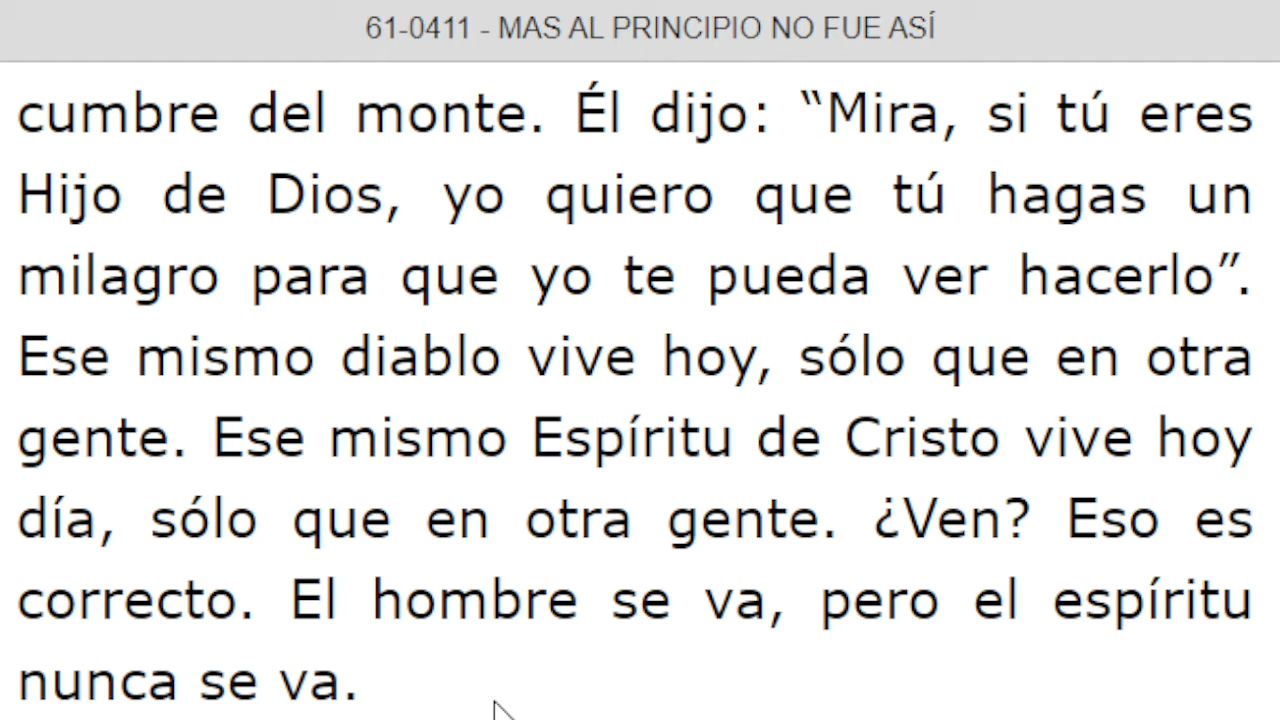 61-0411 - MAS AL PRINCIPIO NO FUE ASÍ
cumbre del monte. Él dijo: “Mira, si tú eres
Hijo de Dios, yo quiero que tú hagas un
milagro para que yo te pueda ver hacerlo”.
Ese mismo diablo vive hoy, sólo que en otra
gente. Ese mismo Espíritu de Cristo vive hoy
día, sólo que en otra gente. ¿Ven? Eso es
correcto. El hombre se va, pero el espíritu
nunca se va.